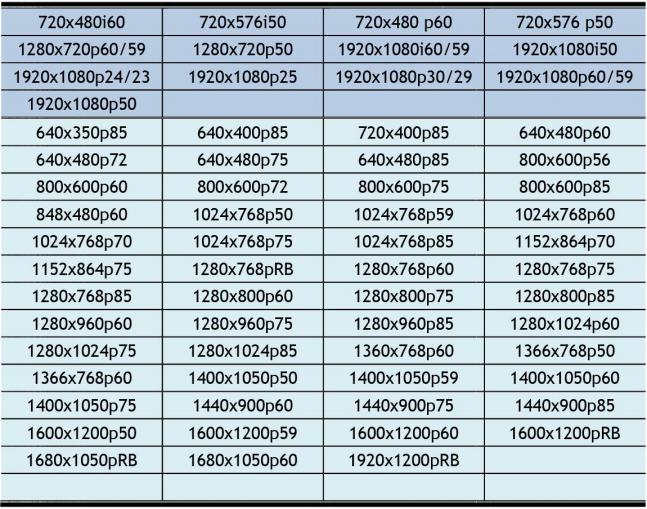 720x480i60 720x576i50 720x480 p60 720x576 p50
1280x720p60/59 1280x720p50 1920x1080i60/59 1920x1080i50
1920x1080p24/23 1920x1080p25 1920x1080p30/29 1920x1080p60/59
1920x1080p50
640x350p85 640x400p85 720x400p85 640x480p60
640x480p72 640x480p75 640x480p85 800x600p56
800x600p60 800x600p72 800x600p75 800x600p85
848x480p60 1024x768p50 1024x768p59 1024x768p60
1024x768p70 1024x768p75 1024x768p85 1152x864p70
1152x864p75 1280x768pRB 1280x768p60 1280x768p75
1280x768p85 1280x800p60 1280x800p75 1280x800p85
1280x960p60 1280x960p75 1280x960p85 1280x1024p60
1280x1024p75 1280x1024p85 1360x768p60 1366x768p50
1366x768p60 1400x1050p50 1400x1050p59 1400x1050p60
1400x1050p75 1440x900p60 1440x900p75 1440x900p85
1600x1200p50 1600x1200p59 1600x1200p60 1600x1200pRB
1680x1050pRB 1680x1050p60 1920x1200pRB